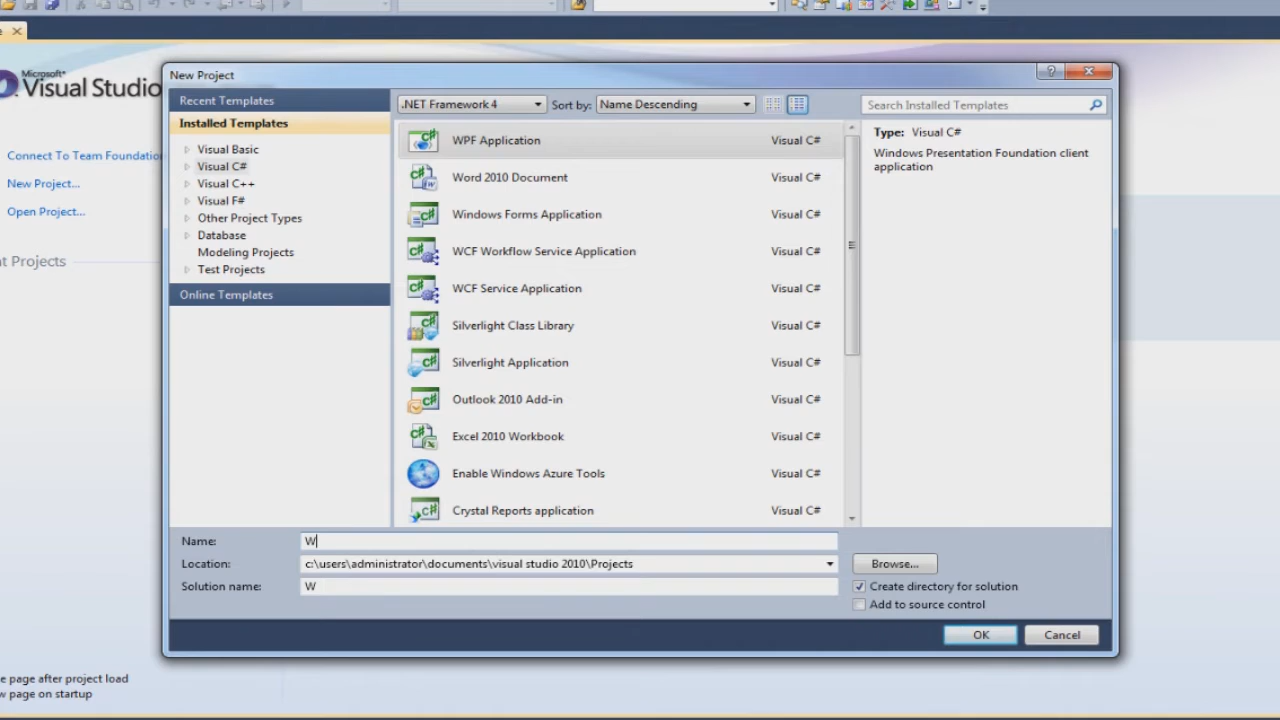 Microsoft®
Visual Studio
Connect To Team Foundatio
New Project...
Open Project...
t Projects
e page after project load
w page on startup
New Project
Recent Templates
Installed Templates
Visual Basic
Visual C#
Visual C++
Visual F#
Other Project Types
Database
Modeling Projects
Test Projects
Online Templates
.NET Framework 4 Sort by: Name Descending
WPF Application Visual C#
Word 2010 Document Visual C#
Windows Forms Application Visual C#
WCF Workflow Service Application Visual C#
WCF Service Application Visual C#
Silverlight Class Library Visual C#
Silverlight Application Visual C#
Outlook 2010 Add-in Visual C#
Excel 2010 Workbook Visual C#
Enable Windows Azure Tools Visual C#
Crystal Reports application Visual C#
Search Installed Templates
Type: Visual C#
Windows Presentation Foundation client
application
Name: W
Location: c:\users\administrator\documents\visual studio 2010\Projects
Solution name: W
Browse...
Create directory for solution
Add to source control
OK Cancel